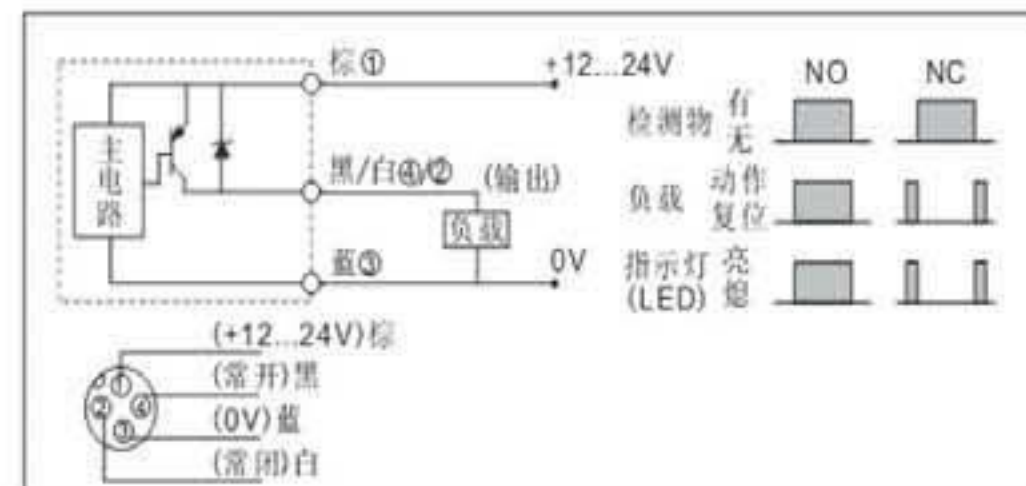 棕①
+12...24V
主电路
黑/白④/②
(输出)
负载
蓝③
0V
NO
NC
检测物
有
无
负载
动作
复位
指示灯
(LED)
亮
熄
(+12...24V)棕
(常开)黑
(0V)蓝
(常闭)白
①
②
④
③